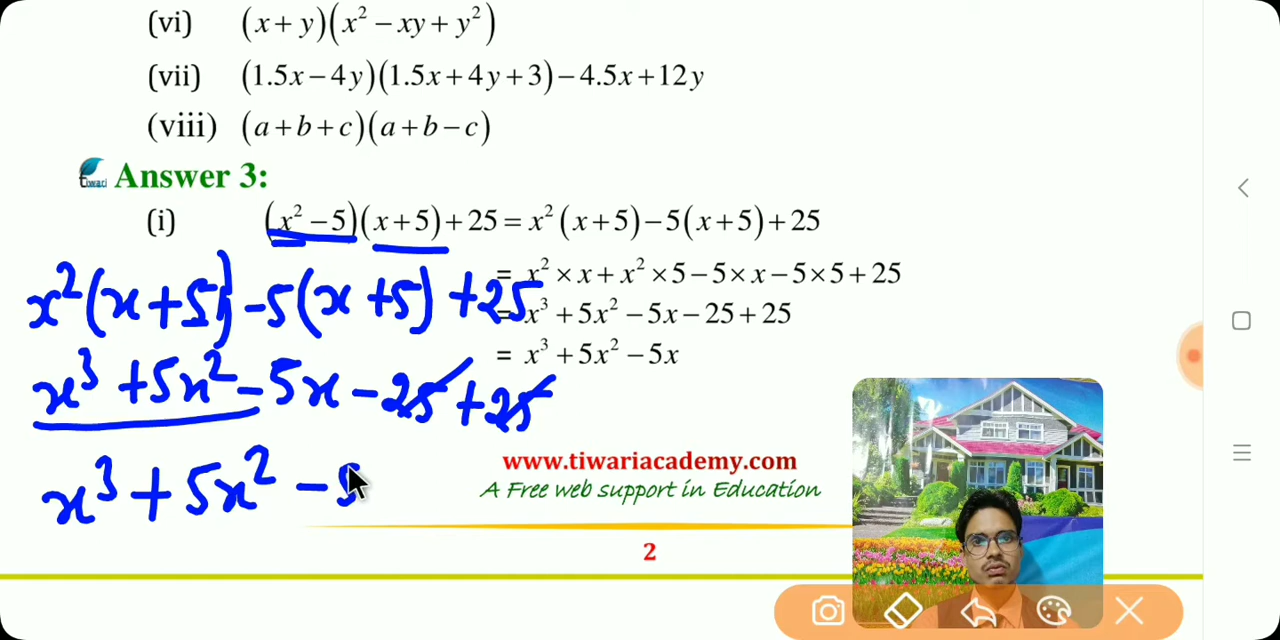 (vi) (x + y)(x² − xy + y²)
(vii) (1.5x − 4y)(1.5x + 4y + 3) − 4.5x + 12y
(viii) (a + b + c)(a + b − c)
Tiwari Answer 3:
(i) (x² − 5)(x + 5) + 25 = x²(x + 5) − 5(x + 5) + 25
= x² × x + x² × 5 − 5 × x − 5 × 5 + 25
x²(x + 5) − 5(x + 5) + 25
= x³ + 5x² − 5x − 25 + 25
= x³ + 5x² − 5x
x³ + 5x² − 5x − 25 + 25
www.tiwariacademy.com
A Free web support in Education
x³ + 5x² − 5
2